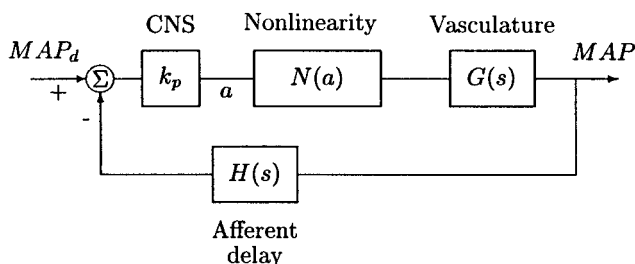 CNS Nonlinearity Vasculature
MAP_d MAP
+ Σ k_p a N(a) G(s)
-
H(s)
Afferent
delay